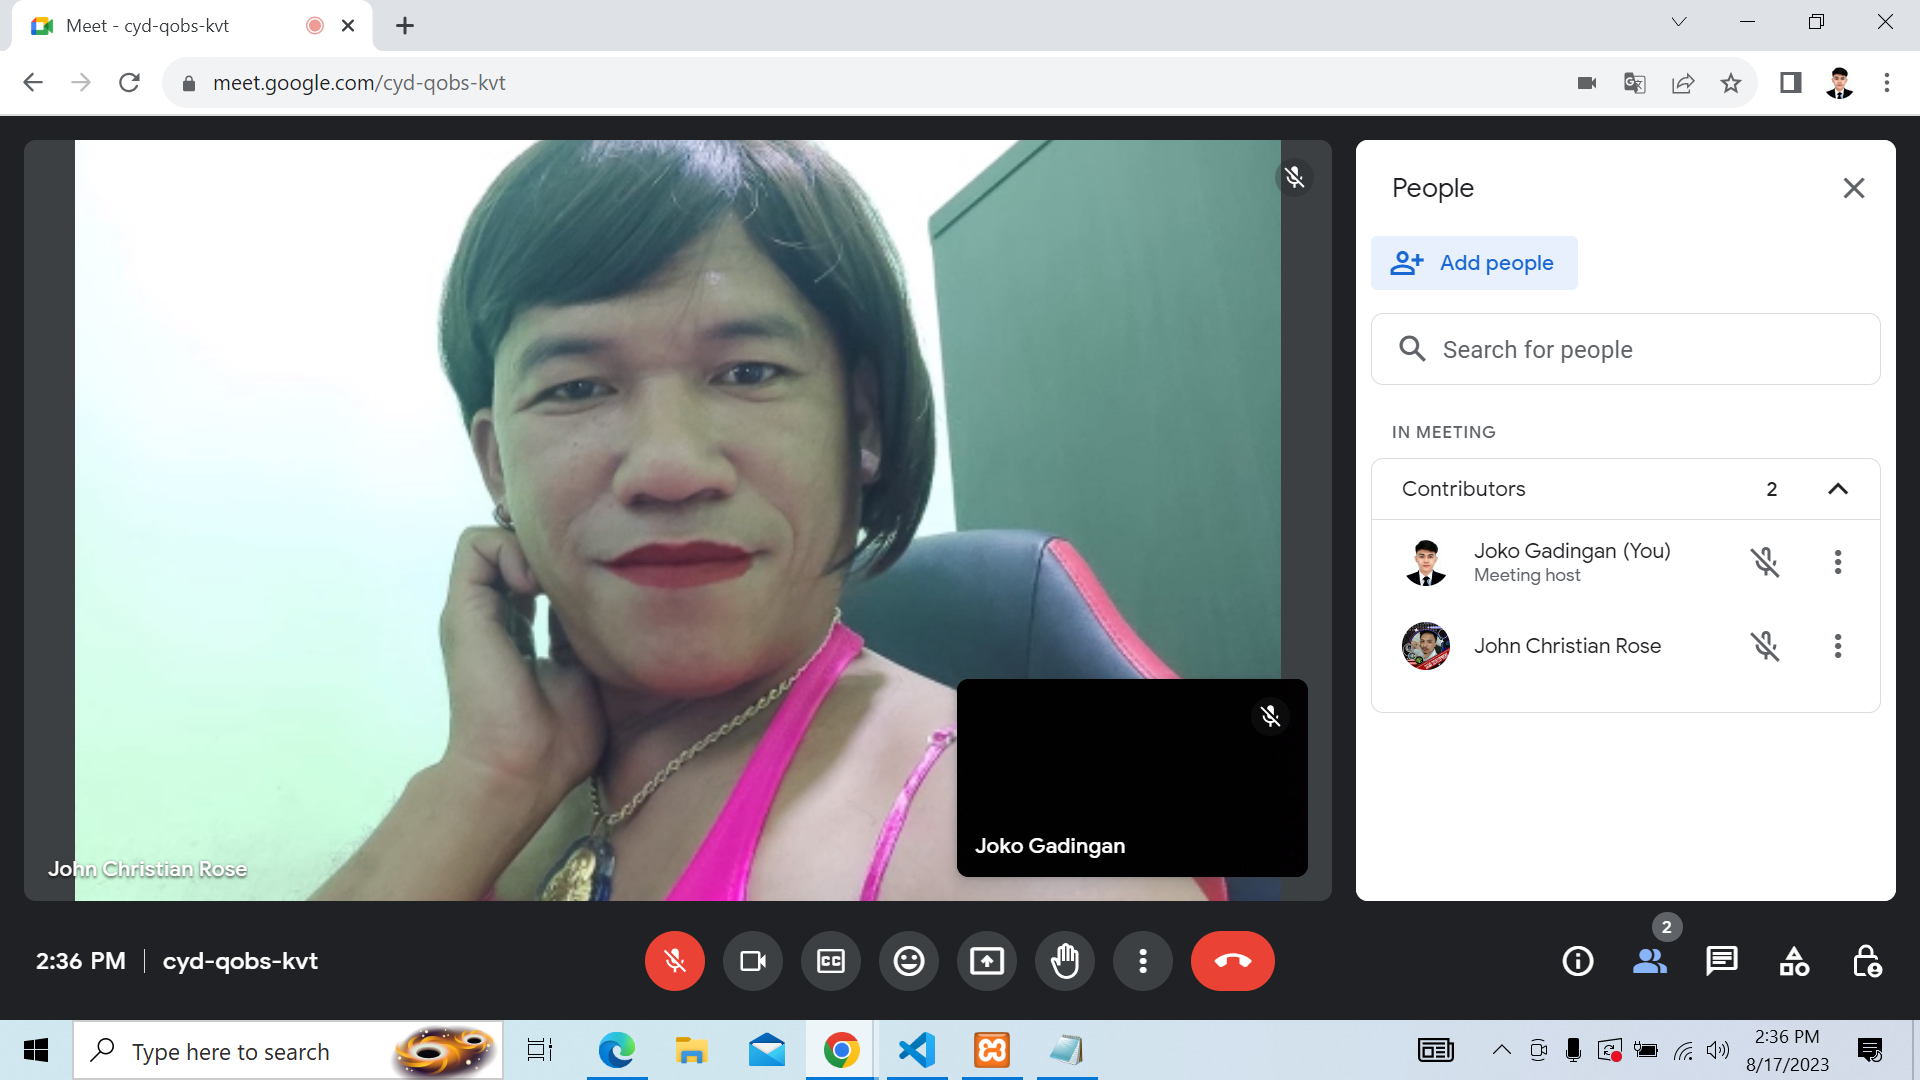 Meet - cyd-qobs-kvt
meet.google.com/cyd-qobs-kvt
People
Add people
Search for people
IN MEETING
Contributors 2
Joko Gadingan (You)
Meeting host
John Christian Rose
John Christian Rose
Joko Gadingan
2:36 PM | cyd-qobs-kvt
CC
2
Type here to search
2:36 PM
8/17/2023